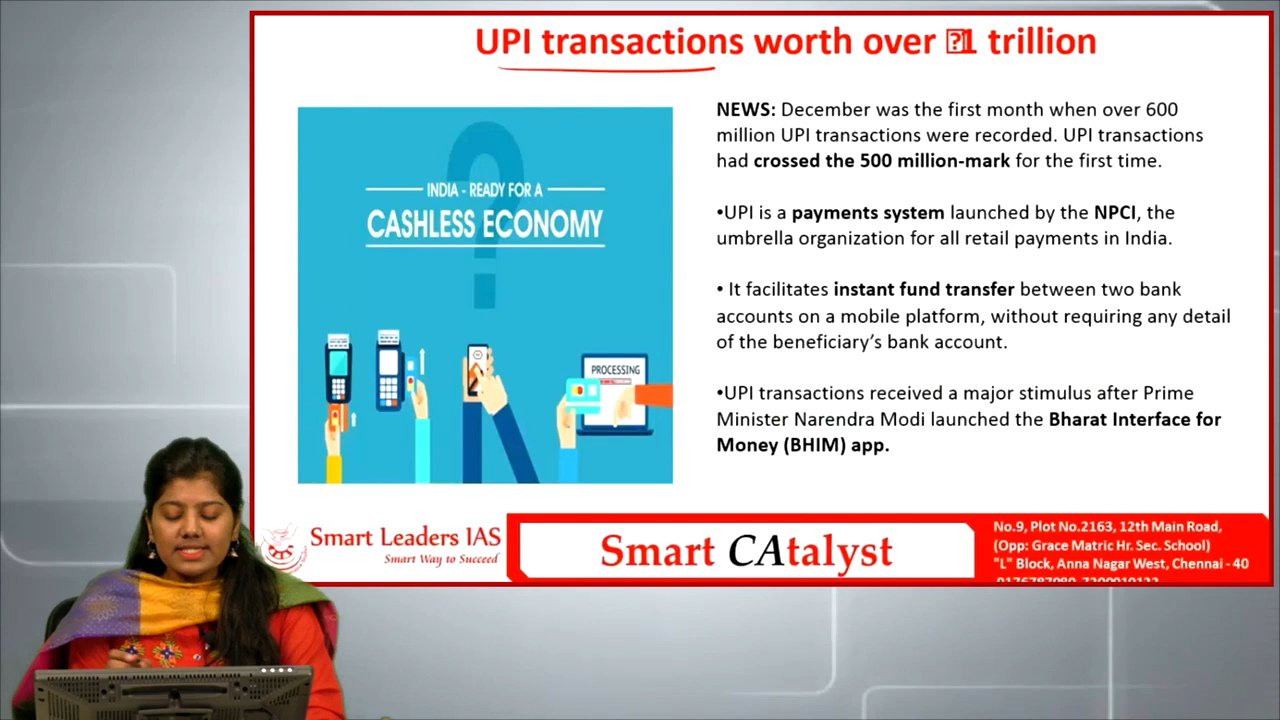 UPI transactions worth over 1 trillion
INDIA - READY FOR A
CASHLESS ECONOMY
PROCESSING
NEWS: December was the first month when over 600
million UPI transactions were recorded. UPI transactions
had crossed the 500 million-mark for the first time.
•UPI is a payments system launched by the NPCI, the
umbrella organization for all retail payments in India.
• It facilitates instant fund transfer between two bank
accounts on a mobile platform, without requiring any detail
of the beneficiary's bank account.
•UPI transactions received a major stimulus after Prime
Minister Narendra Modi launched the Bharat Interface for
Money (BHIM) app.
Smart Leaders IAS
Smart Way to Succeed
Smart CAtalyst
No.9, Plot No.2163, 12th Main Road,
(Opp: Grace Matric Hr. Sec. School)
"L" Block, Anna Nagar West, Chennai - 40